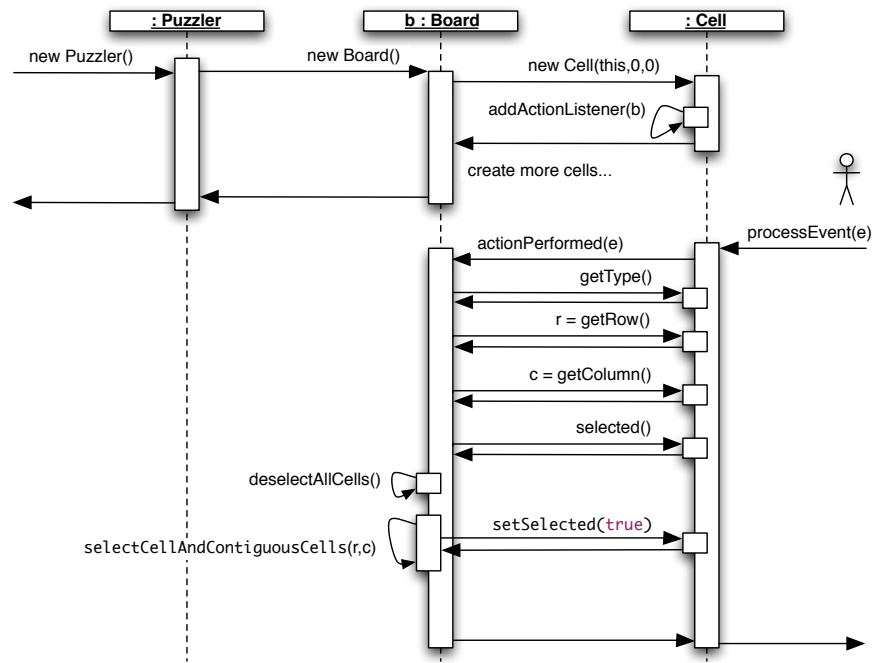 : Puzzler
b : Board
: Cell
new Puzzler()
new Board()
new Cell(this,0,0)
addActionListener(b)
create more cells...
processEvent(e)
actionPerformed(e)
getType()
r = getRow()
c = getColumn()
selected()
deselectAllCells()
setSelected(true)
selectCellAndContiguousCells(r,c)